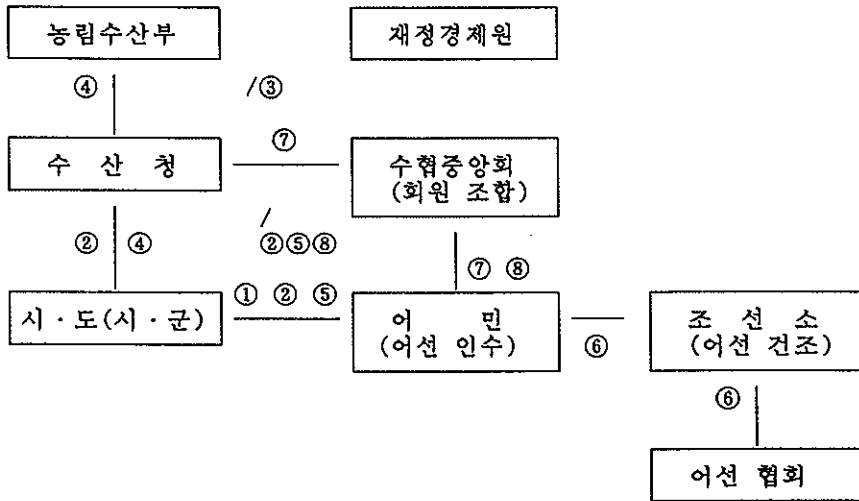 농림수산부 재정경제원
④ /③
⑦
수 산 청 수협중앙회
(회원 조합)
/
② ④ ②⑤⑧
⑦ ⑧
① ② ⑤
시 · 도(시 · 군) 어 민 조 선 소
(어선 인수) (어선 건조)
⑥
⑥
어선 협회